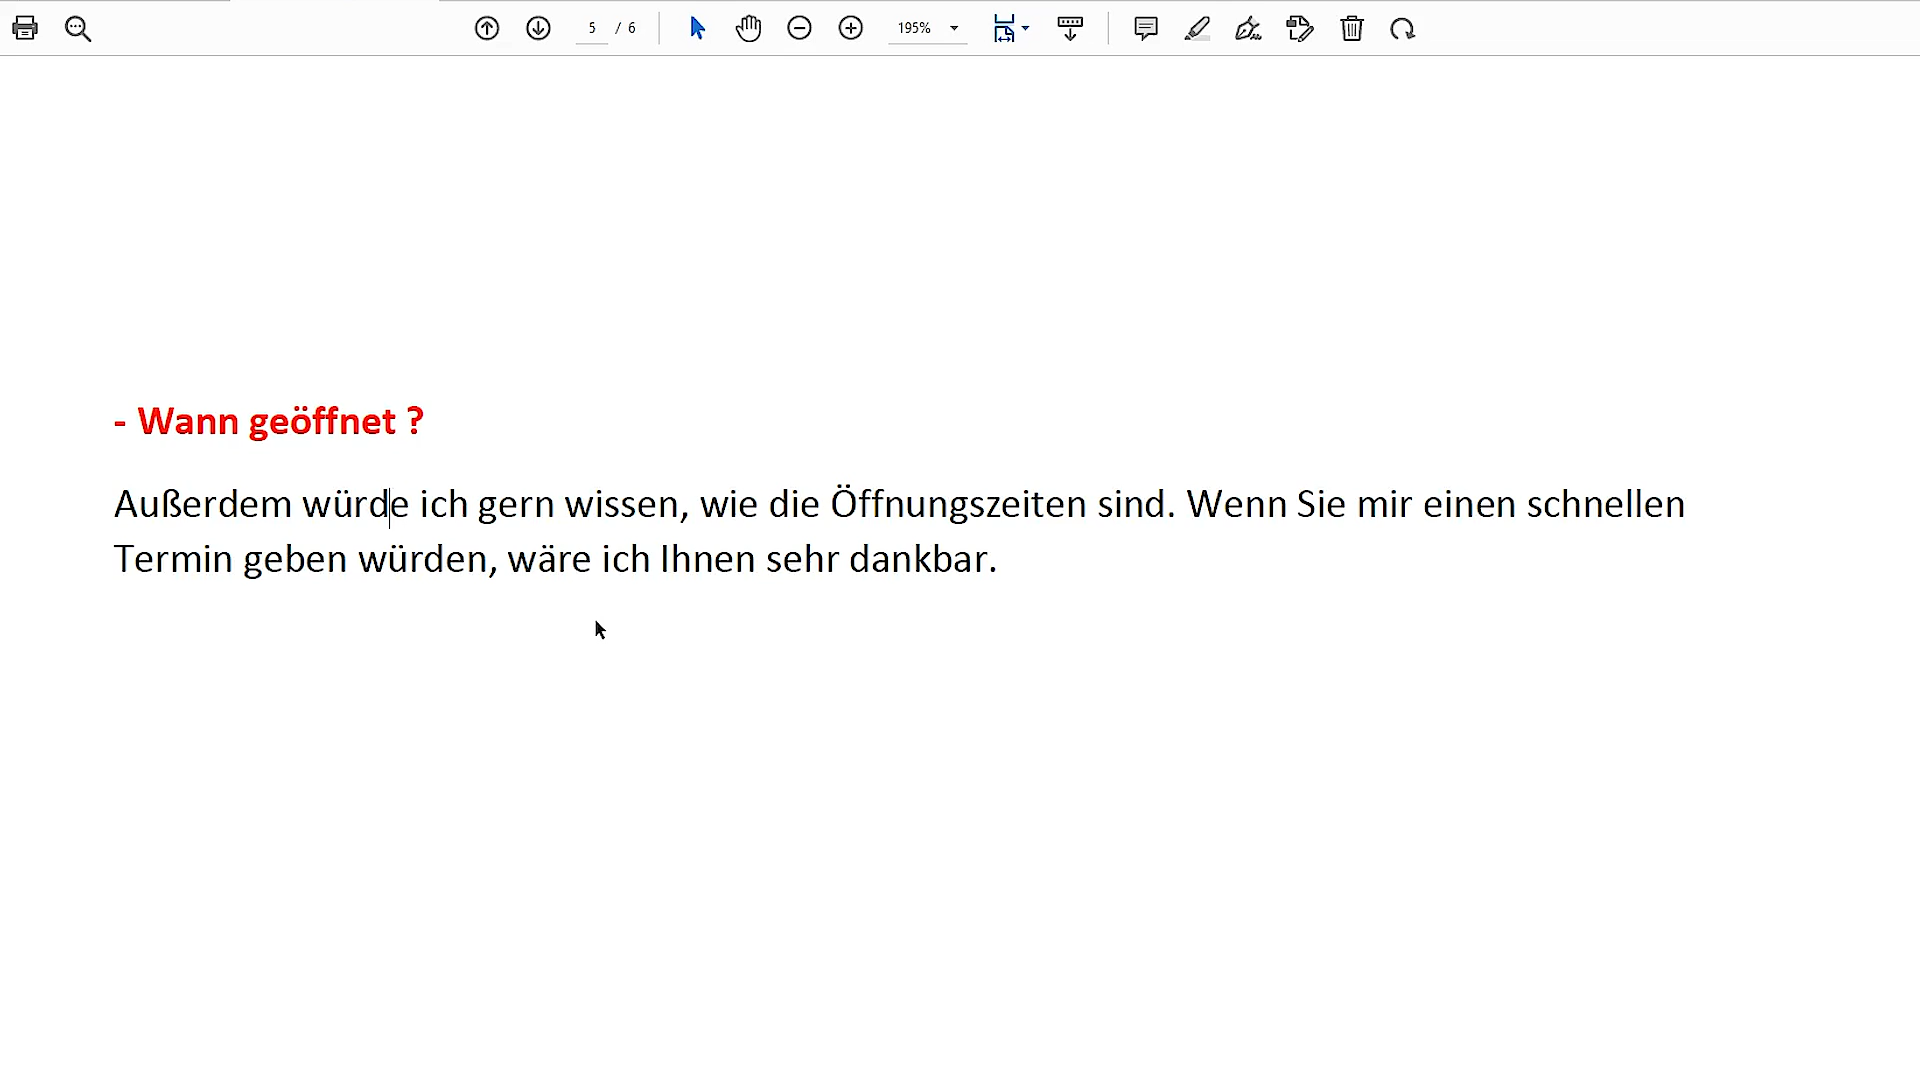 5 / 6
195%
- Wann geöffnet ?
Außerdem würde ich gern wissen, wie die Öffnungszeiten sind. Wenn Sie mir einen schnellen
Termin geben würden, wäre ich Ihnen sehr dankbar.